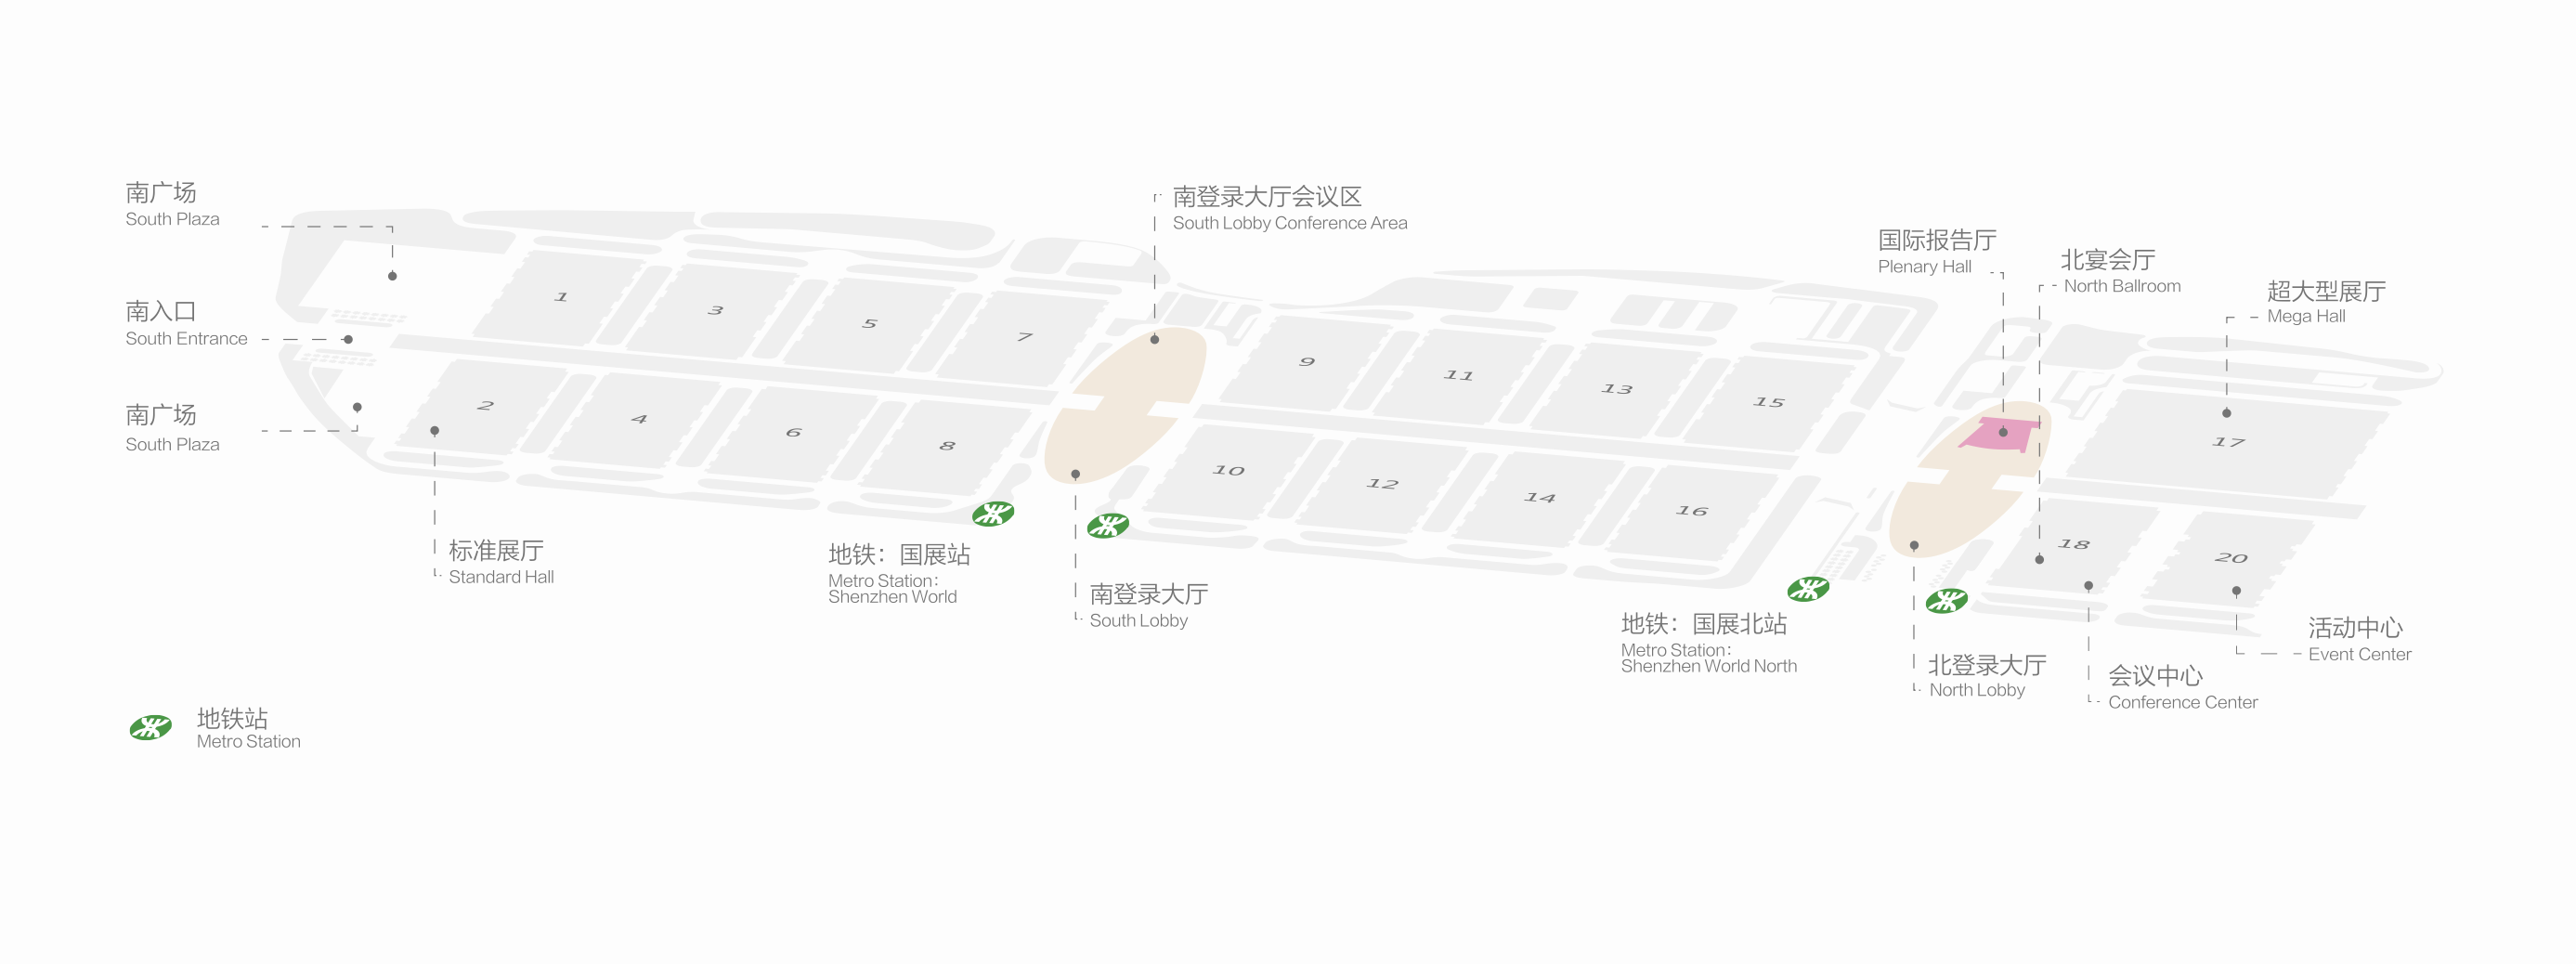 南广场
South Plaza
南入口
South Entrance
南广场
South Plaza
标准展厅
Standard Hall
地铁：国展站
Metro Station：
Shenzhen World
南登录大厅会议区
South Lobby Conference Area
南登录大厅
South Lobby
国际报告厅
Plenary Hall
北宴会厅
North Ballroom
超大型展厅
Mega Hall
地铁：国展北站
Metro Station：
Shenzhen World North
北登录大厅
North Lobby
会议中心
Conference Center
活动中心
Event Center
1
3
5
7
9
11
13
15
17
2
4
6
8
10
12
14
16
18
20
地铁站
Metro Station